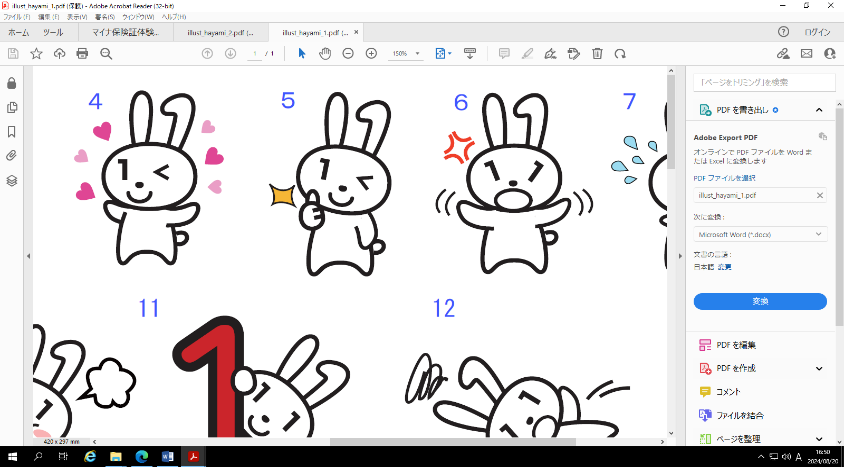 illust_hayami_1.pdf (保護) - Adobe Acrobat Reader (32-bit)
ファイル(F) 編集(E) 表示(V) 署名(S) ウィンドウ(W) ヘルプ(H)
ホーム ツール マイナ保険証体験... illust_hayami_2.pdf (... illust_hayami_1.pdf (... × ログイン
1 / 1 150%
「ページをトリミング」を検索
4 5 6 7
PDF を書き出し
Adobe Export PDF
オンラインで PDF ファイルを Word または Excel に変換します
PDF ファイルを選択
illust_hayami_1.pdf
次に変換 :
Microsoft Word (*.docx)
文書の言語 :
日本語 変更
変換
11 12
1
PDF を編集
PDF を作成
コメント
ファイルを結合
ページを整理
420 x 297 mm
A 16:50
2024/08/20